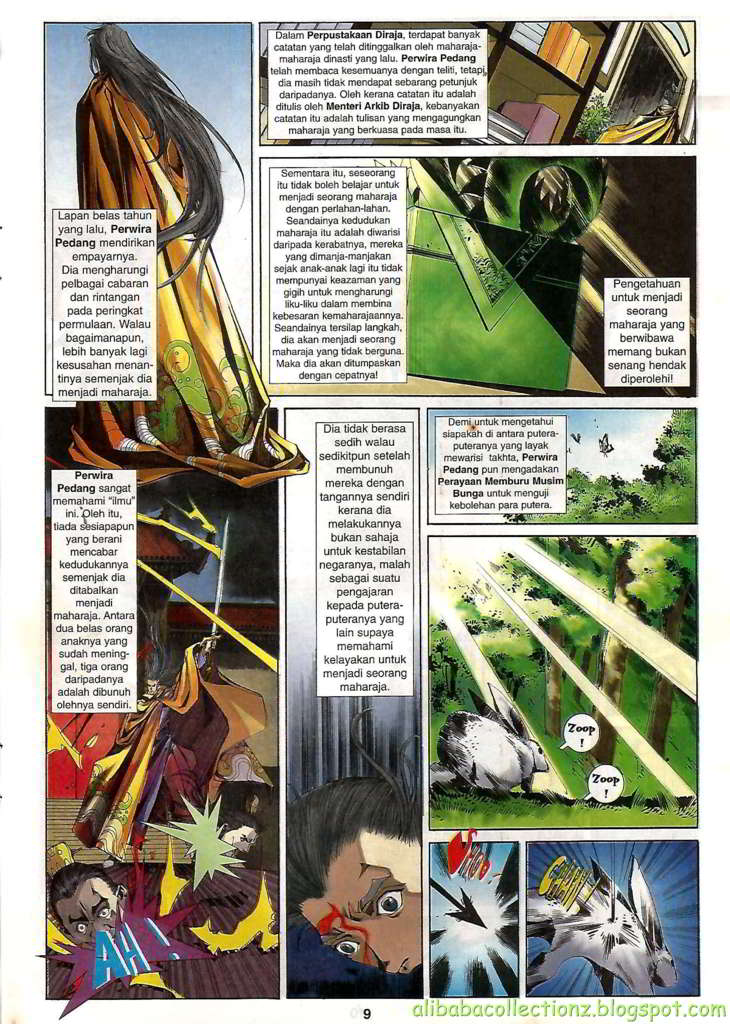 Lapan belas tahun
yang lalu, Perwira
Pedang mendirikan
empayarnya.
Dia mengharungi
pelbagai cabaran
dan rintangan
pada peringkat
permulaan. Walau
bagaimanapun,
lebih banyak lagi
kesusahan menan-
tinya semenjak dia
menjadi maharaja.
Dalam Perpustakaan Diraja, terdapat banyak
catatan yang telah ditinggalkan oleh maharaja-
maharaja dinasti yang lalu. Perwira Pedang
telah membaca kesemuanya dengan teliti, tetapi
dia masih tidak mendapat sebarang petunjuk
daripadanya. Oleh kerana catatan itu adalah
ditulis oleh Menteri Arkib Diraja, kebanyakan
catatan itu adalah tulisan yang mengagungkan
maharaja yang berkuasa pada masa itu.
Sementara itu, seseorang
itu tidak boleh belajar untuk
menjadi seorang maharaja
dengan perlahan-lahan.
Seandainya kedudukan
maharaja itu adalah diwarisi
daripada kerabatnya, mereka
yang dimanja-manjakan
sejak anak-anak lagi itu tidak
mempunyai keazaman yang
gigih untuk mengharungi
liku-liku dalam membina
kebesaran kemaharajaannya.
Seandainya tersilap langkah,
dia akan menjadi seorang
maharaja yang tidak berguna.
Maka dia akan ditumpaskan
dengan cepatnya!
Pengetahuan
untuk menjadi
seorang
maharaja yang
berwibawa
memang bukan
senang hendak
diperolehi!
Perwira
Pedang sangat
memahami "ilmu"
ini. Oleh itu,
tiada sesiapapun
yang berani
mencabar
kedudukannya
semenjak dia
ditabalkan
menjadi
maharaja. Antara
dua belas orang
anaknya yang
sudah mening-
gal, tiga orang
daripadanya
adalah dibunuh
olehnya sendiri.
AH!
Dia tidak berasa
sedih walau
sedikitpun setelah
membunuh
mereka dengan
tangannya sendiri
kerana dia
melakukannya
bukan sahaja
untuk kestabilan
negaranya, malah
sebagai suatu
pengajaran
kepada putera-
puteranya yang
lain supaya
memahami
kelayakan untuk
menjadi seorang
maharaja.
Demi untuk mengetahui
siapakah di antara putera-
puteranya yang layak
mewarisi takhta, Perwira
Pedang pun mengadakan
Perayaan Memburu Musim
Bunga untuk menguji
kebolehan para putera.
Zoop
!
Zoop
!
9
alibabacollectionz.blogspot.com